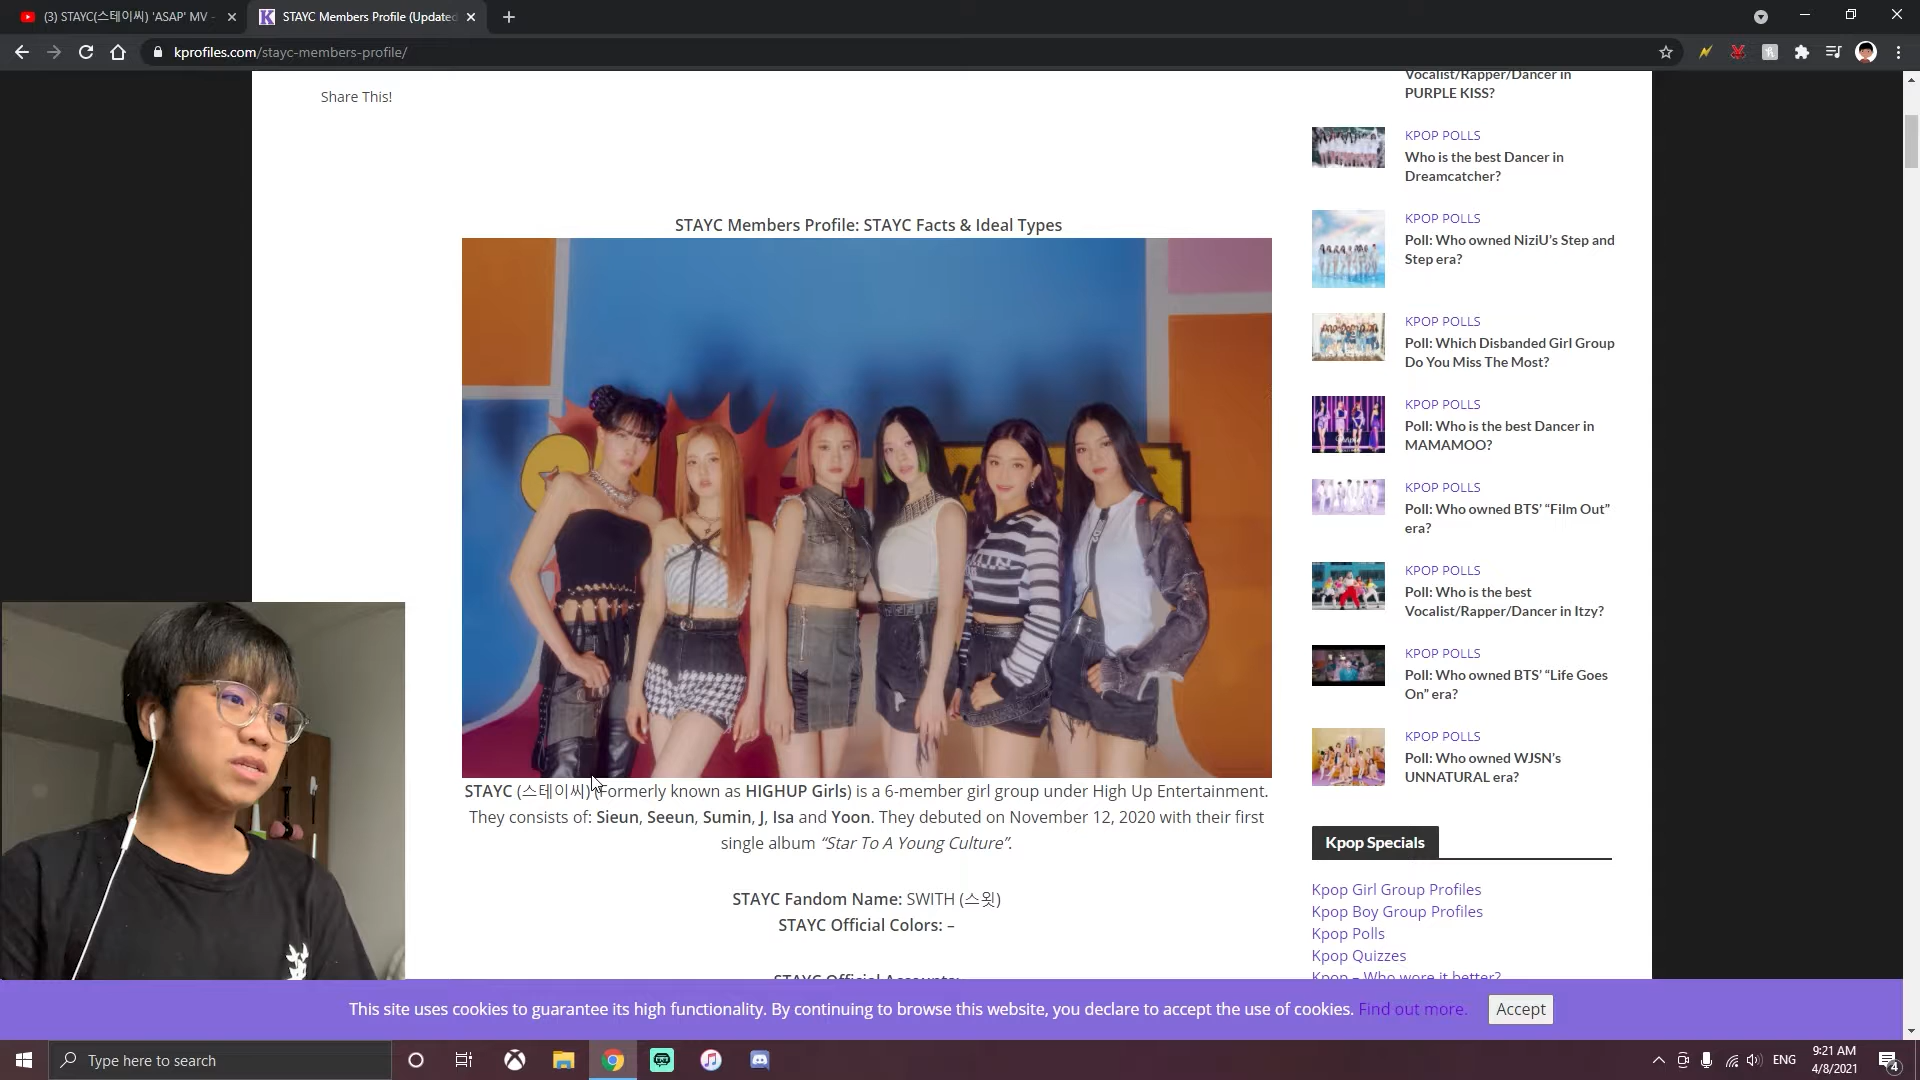 (3) STAYC(스테이씨) 'ASAP' MV -
STAYC Members Profile (Updated
kprofiles.com/stayc-members-profile/
Share This!
STAYC Members Profile: STAYC Facts & Ideal Types
STAYC (스테이씨) (Formerly known as HIGHUP Girls) is a 6-member girl group under High Up Entertainment.
They consists of: Sieun, Seeun, Sumin, J, Isa and Yoon. They debuted on November 12, 2020 with their first
single album “Star To A Young Culture”.
STAYC Fandom Name: SWITH (스윗)
STAYC Official Colors: –
STAYC Official Accounts:
Vocalist/Rapper/Dancer in
PURPLE KISS?
KPOP POLLS
Who is the best Dancer in
Dreamcatcher?
KPOP POLLS
Poll: Who owned NiziU’s Step and
Step era?
KPOP POLLS
Poll: Which Disbanded Girl Group
Do You Miss The Most?
KPOP POLLS
Poll: Who is the best Dancer in
MAMAMOO?
KPOP POLLS
Poll: Who owned BTS’ “Film Out”
era?
KPOP POLLS
Poll: Who is the best
Vocalist/Rapper/Dancer in Itzy?
KPOP POLLS
Poll: Who owned BTS’ “Life Goes
On” era?
KPOP POLLS
Poll: Who owned WJSN’s
UNNATURAL era?
Kpop Specials
Kpop Girl Group Profiles
Kpop Boy Group Profiles
Kpop Polls
Kpop Quizzes
Kpop – Who wore it better?
This site uses cookies to guarantee its high functionality. By continuing to browse this website, you declare to accept the use of cookies. Find out more.
Accept
Type here to search
ENG
9:21 AM
4/8/2021
4